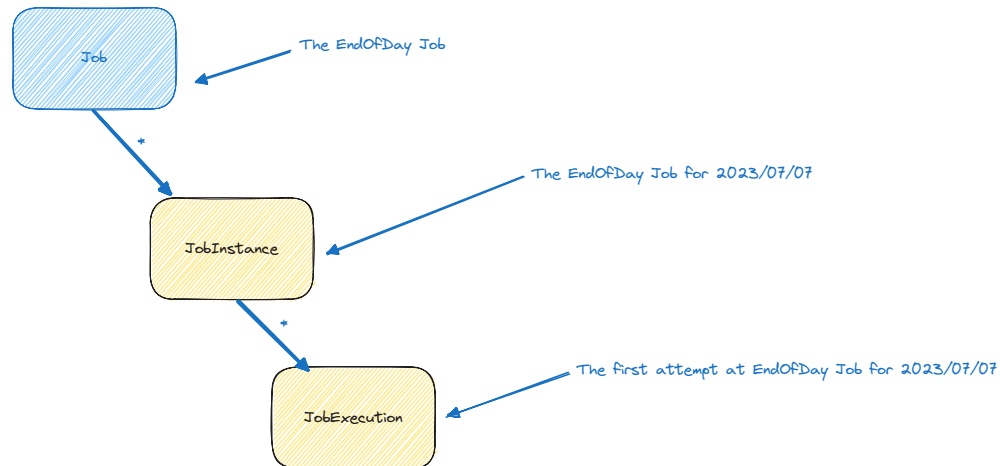 Job
The EndOfDay Job
*
The EndOfDay Job for 2023/07/07
JobInstance
*
The first attempt at EndOfDay Job for 2023/07/07
JobExecution